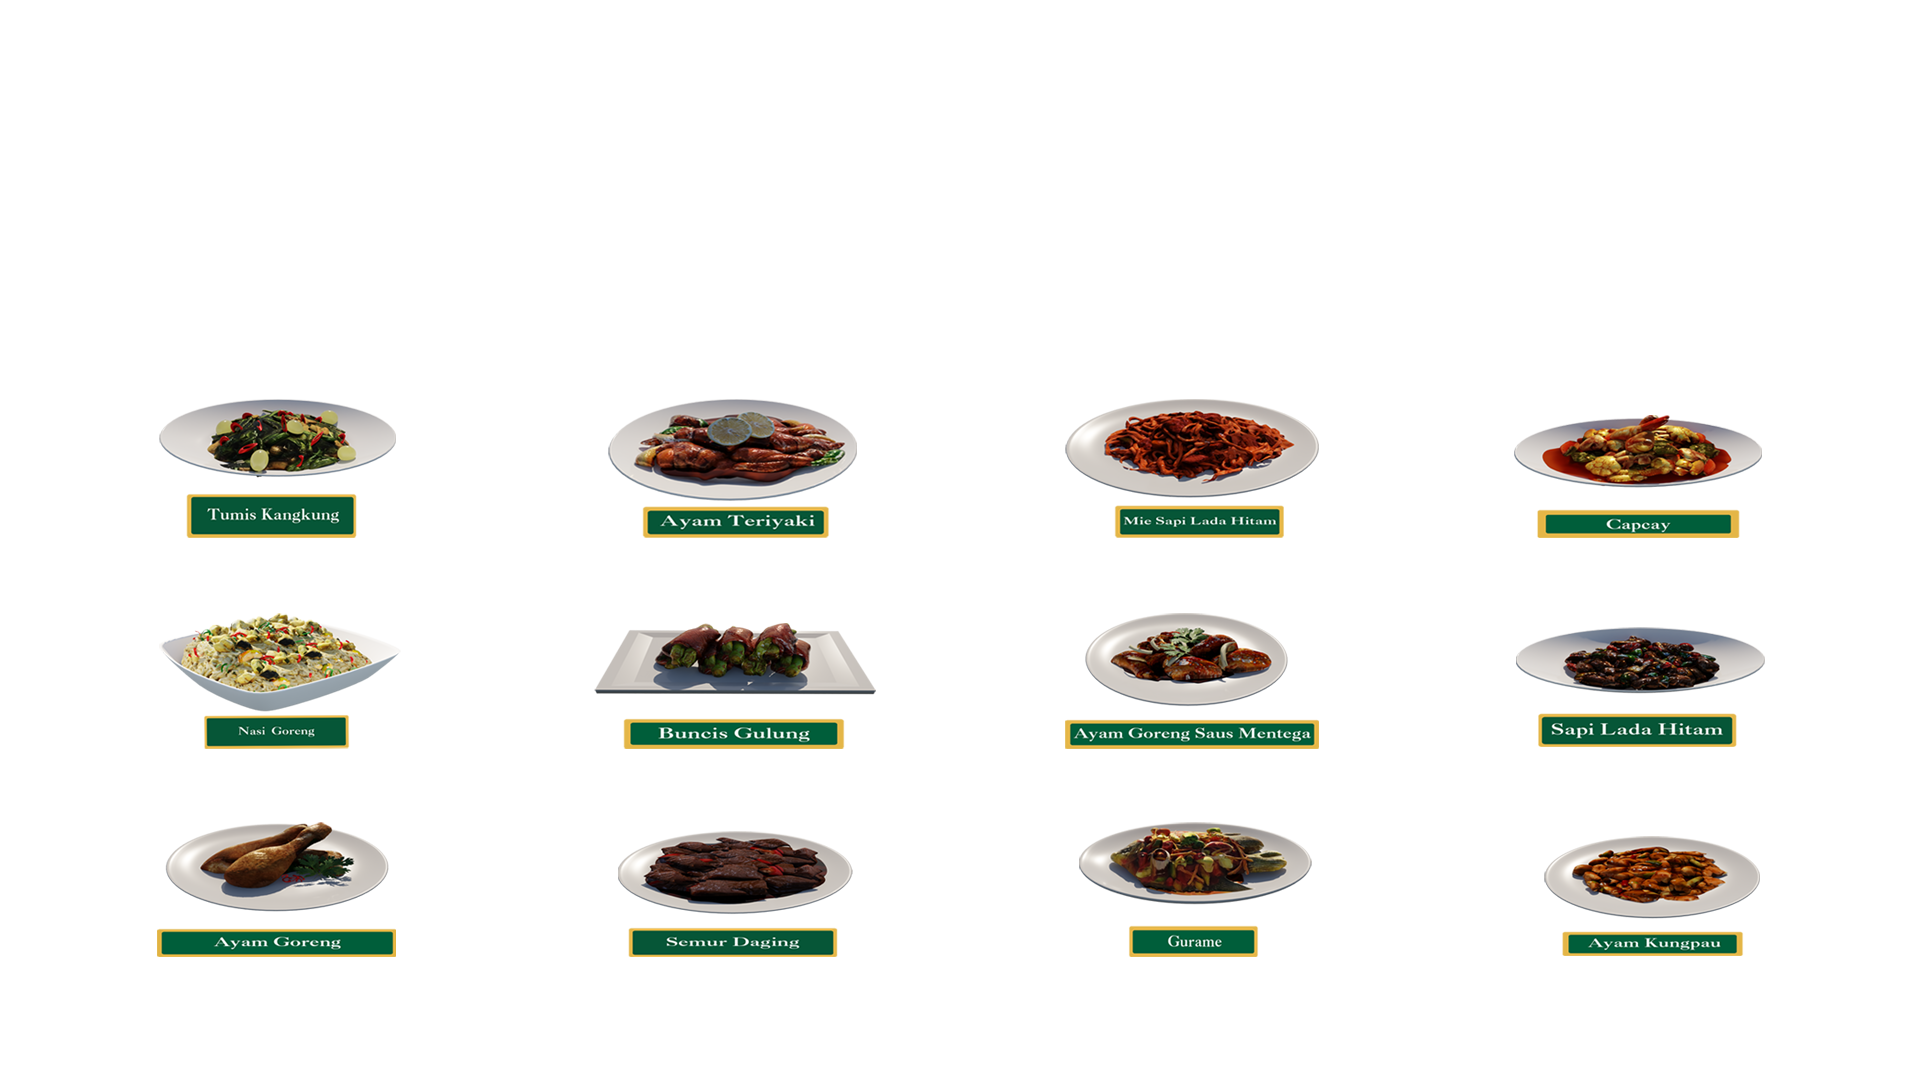 Tumis Kangkung
Ayam Teriyaki
Mie Sapi Lada Hitam
Capcay
Nasi Goreng
Buncis Gulung
Ayam Goreng Saus Mentega
Sapi Lada Hitam
Ayam Goreng
Semur Daging
Gurame
Ayam Kungpau